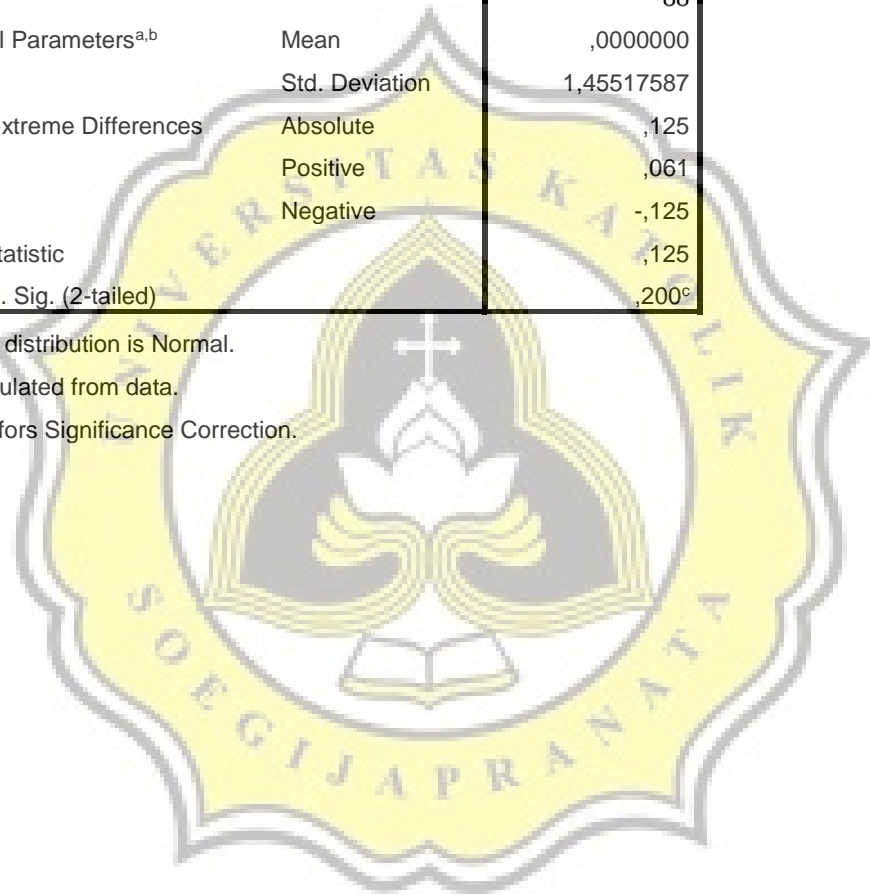 l Parameters^a,b Mean ,0000000
Std. Deviation 1,45517587
xtreme Differences Absolute ,125
Positive ,061
Negative -,125
tatistic ,125
. Sig. (2-tailed) ,200^c
distribution is Normal.
ulated from data.
fors Significance Correction.
UNIVERSITAS KATOLIK
SOEGIJAPRANATA